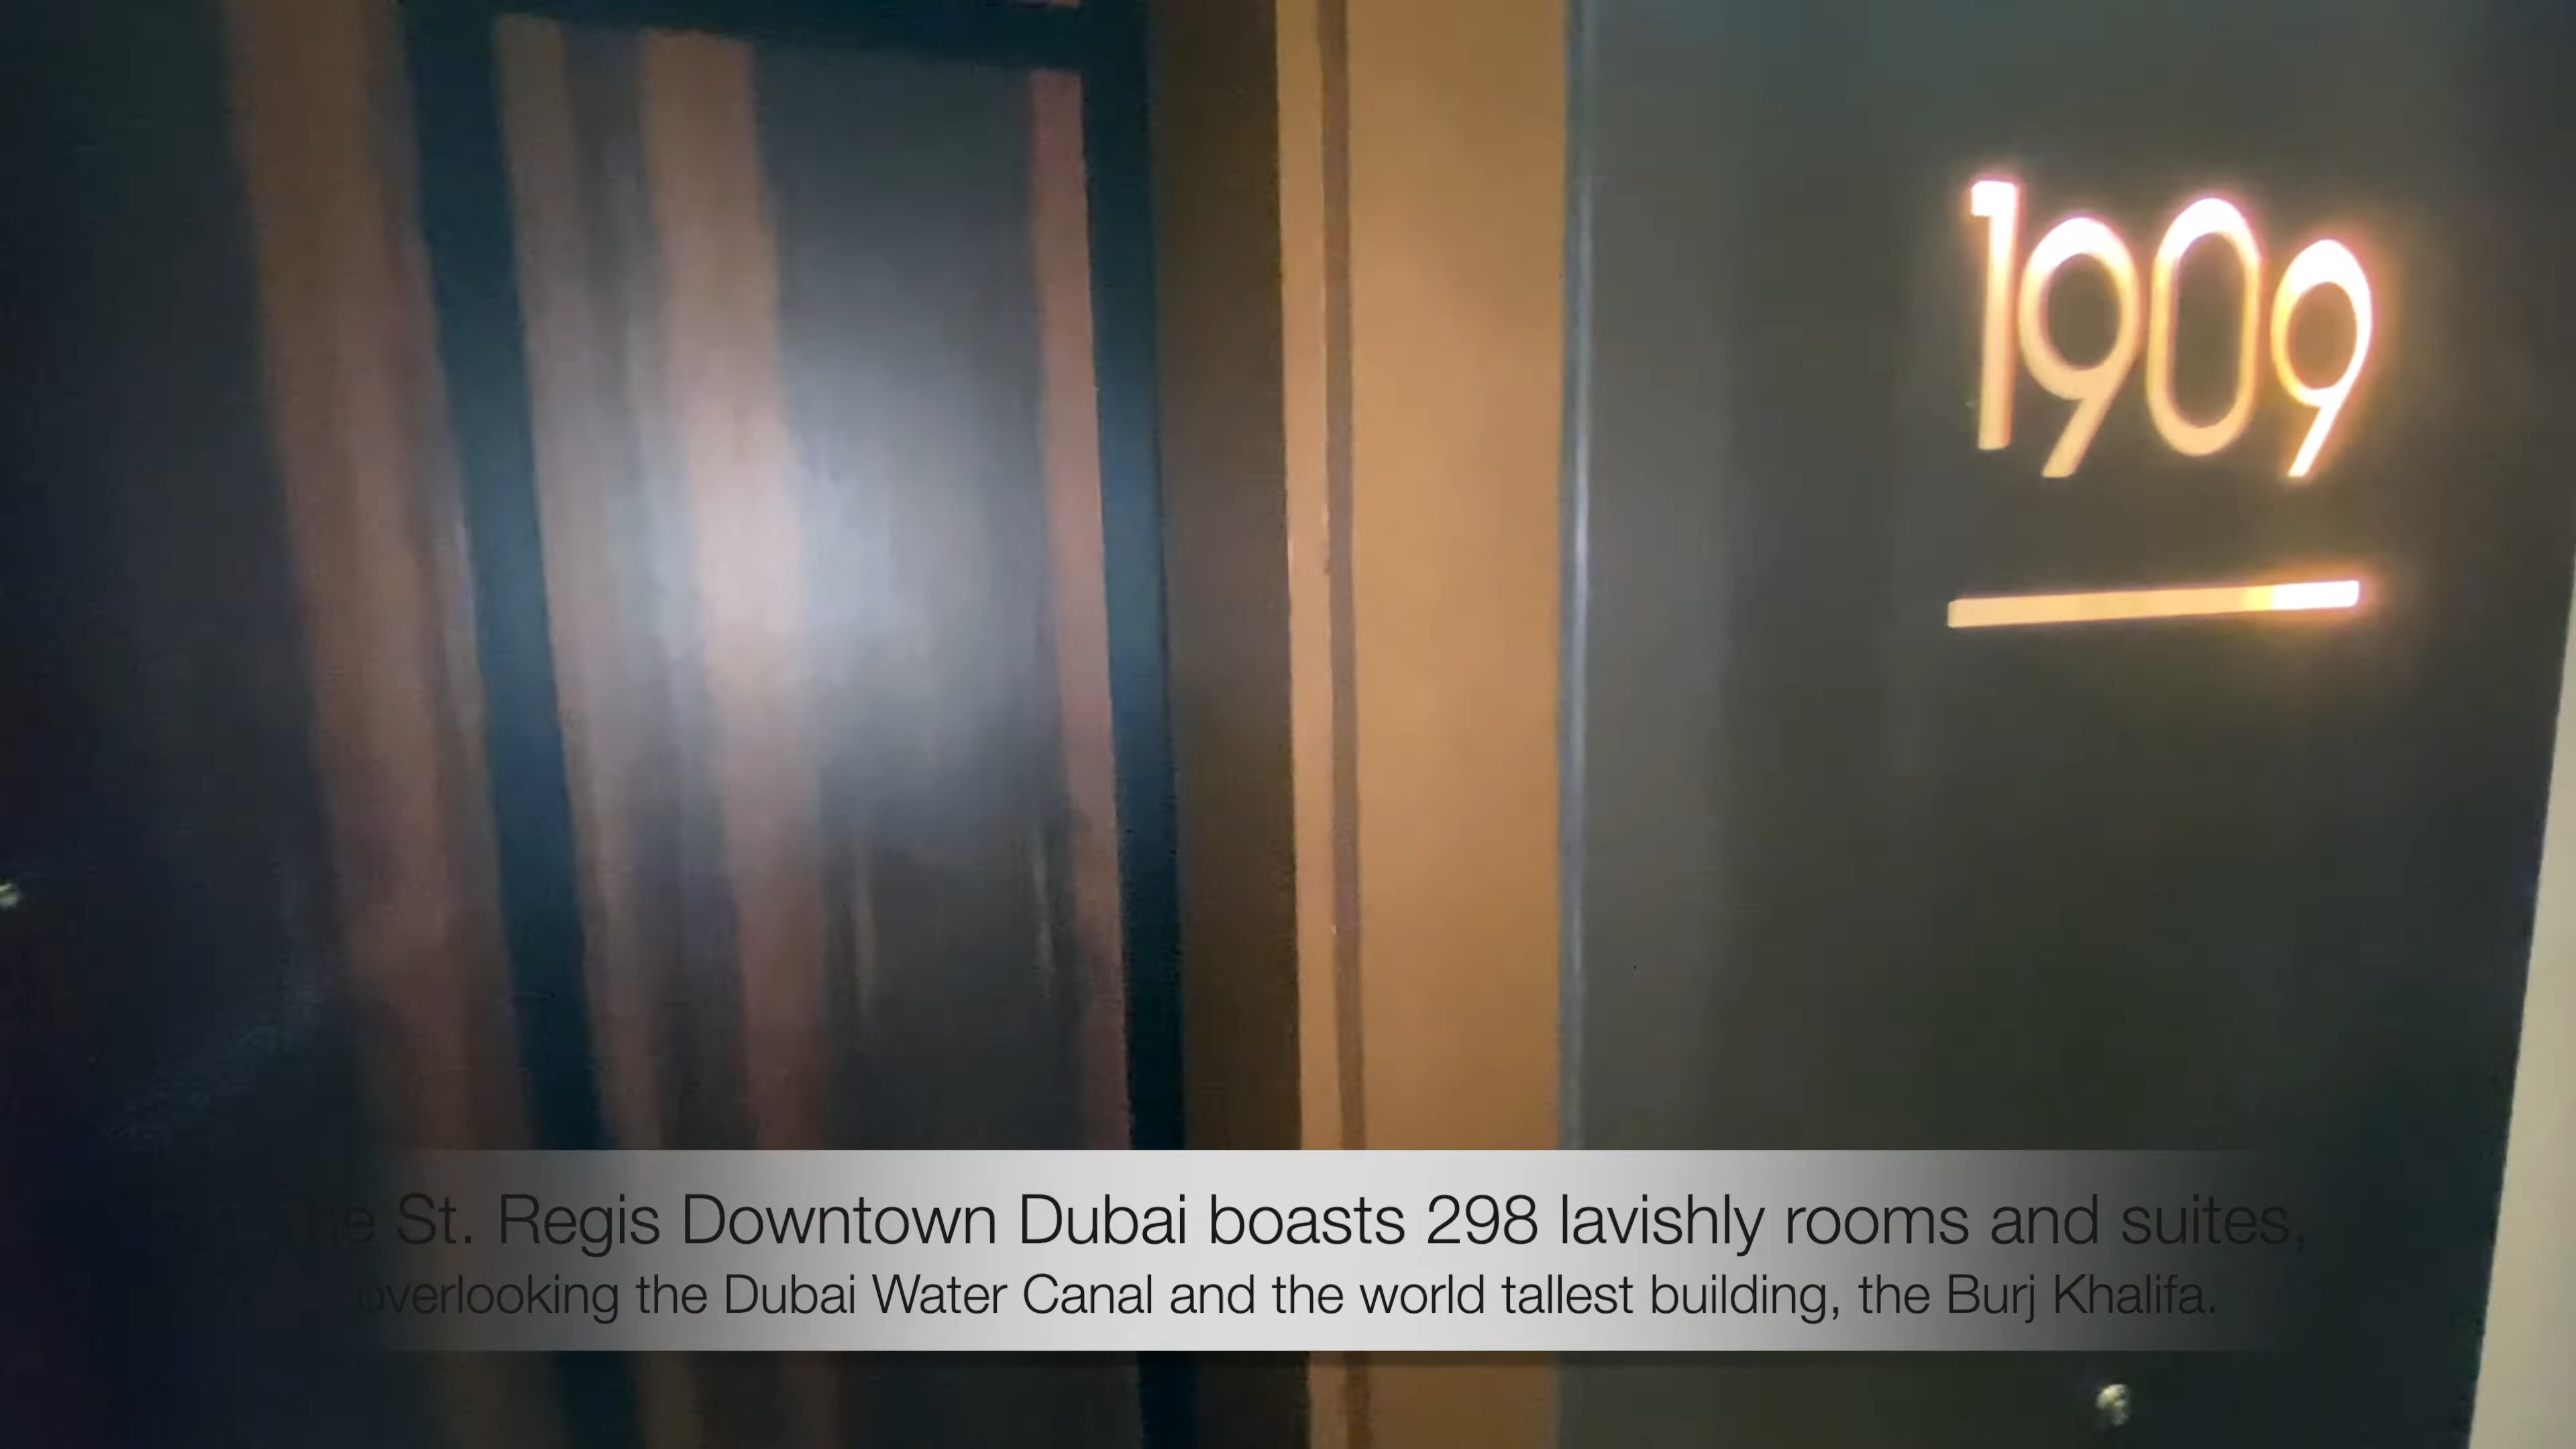 1909
he St. Regis Downtown Dubai boasts 298 lavishly rooms and suites,
overlooking the Dubai Water Canal and the world tallest building, the Burj Khalifa.